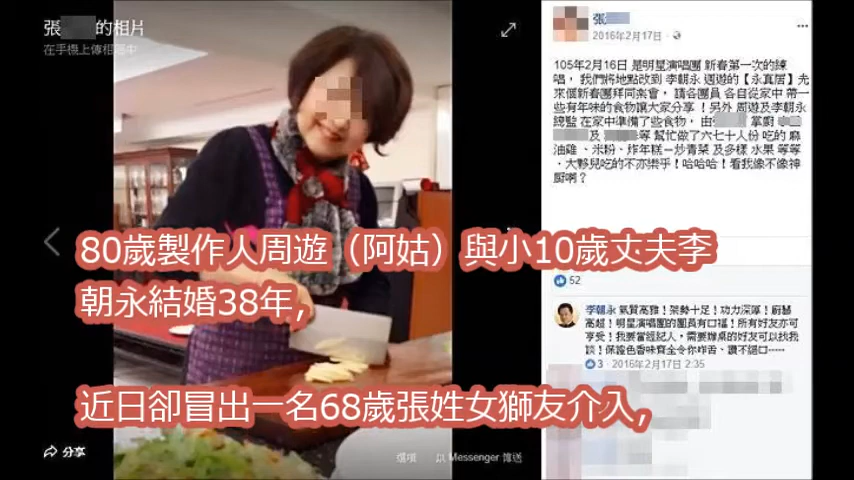 張
的相片
在手機上傳相簿中
張
2016年2月17日
105年2月16日 是明星演唱團 新春第一次的練
唱， 我們將地點改到 李朝永 週遊的【永真居】先
來個新春團拜同樂會， 請各團員 各自從家中 帶一
些有年味的食物讓大家分享 ！另外 周遊及李朝永
總監 在家中準備了些食物， 由
掌廚
及
等 幫忙做了六七十人份 吃的 麻
油雞 、米粉、炸年糕－炒青菜 及多樣 水果 等等
、大夥兒吃的不亦樂乎！哈哈哈！看我像不像神
廚啊？
80歲製作人周遊（阿姑）與小10歲丈夫李
朝永結婚38年,
52
李朝永 氣質高雅！架勢十足！功力深厚！廚藝
高超！明星演唱團的團員有口福！所有好友亦可
享受！我要當經紀人，需要辦桌的好友可以找我
談！保證色香味齊全令你咋舌、讚不絕口⋯⋯
3 · 2016年2月17日 2:35
近日卻冒出一名68歲張姓女獅友介入,
分享
選項
以 Messenger 傳送